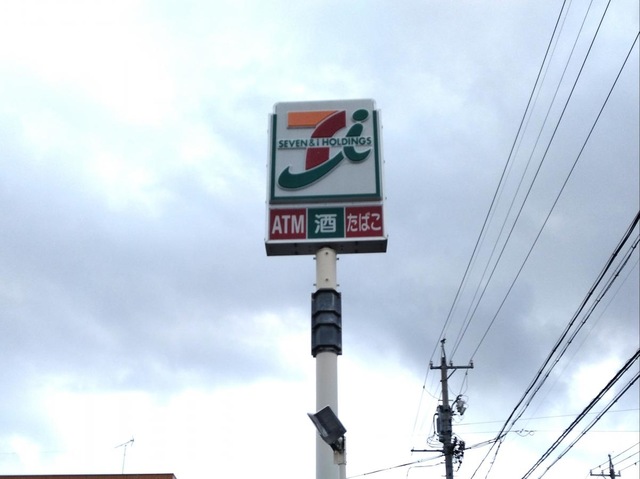 SEVEN & i HOLDINGS
ATM 酒 たばこ